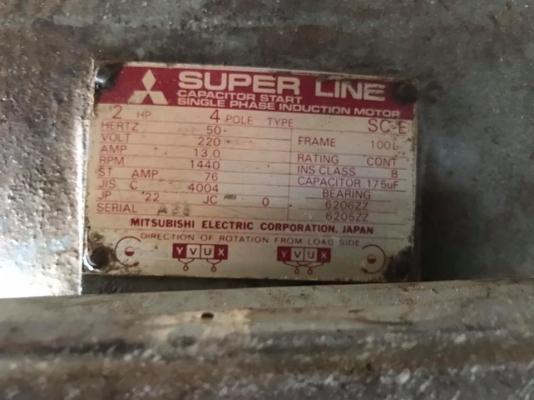 SUPER LINE
CAPACITOR START
SINGLE PHASE INDUCTION MOTOR
2 HP 4 POLE TYPE SC-E
HERTZ 50
VOLT 220
AMP 13.0
RPM 1440
ST AMP 76
JIS C 4004
JP '22 JC 0
SERIAL
FRAME 100L
RATING CONT
INS CLASS B
CAPACITOR 175uF
BEARING
6206ZZ
6205ZZ
MITSUBISHI ELECTRIC CORPORATION, JAPAN
DIRECTION OF ROTATION FROM LOAD SIDE
Y V U X Y V U X